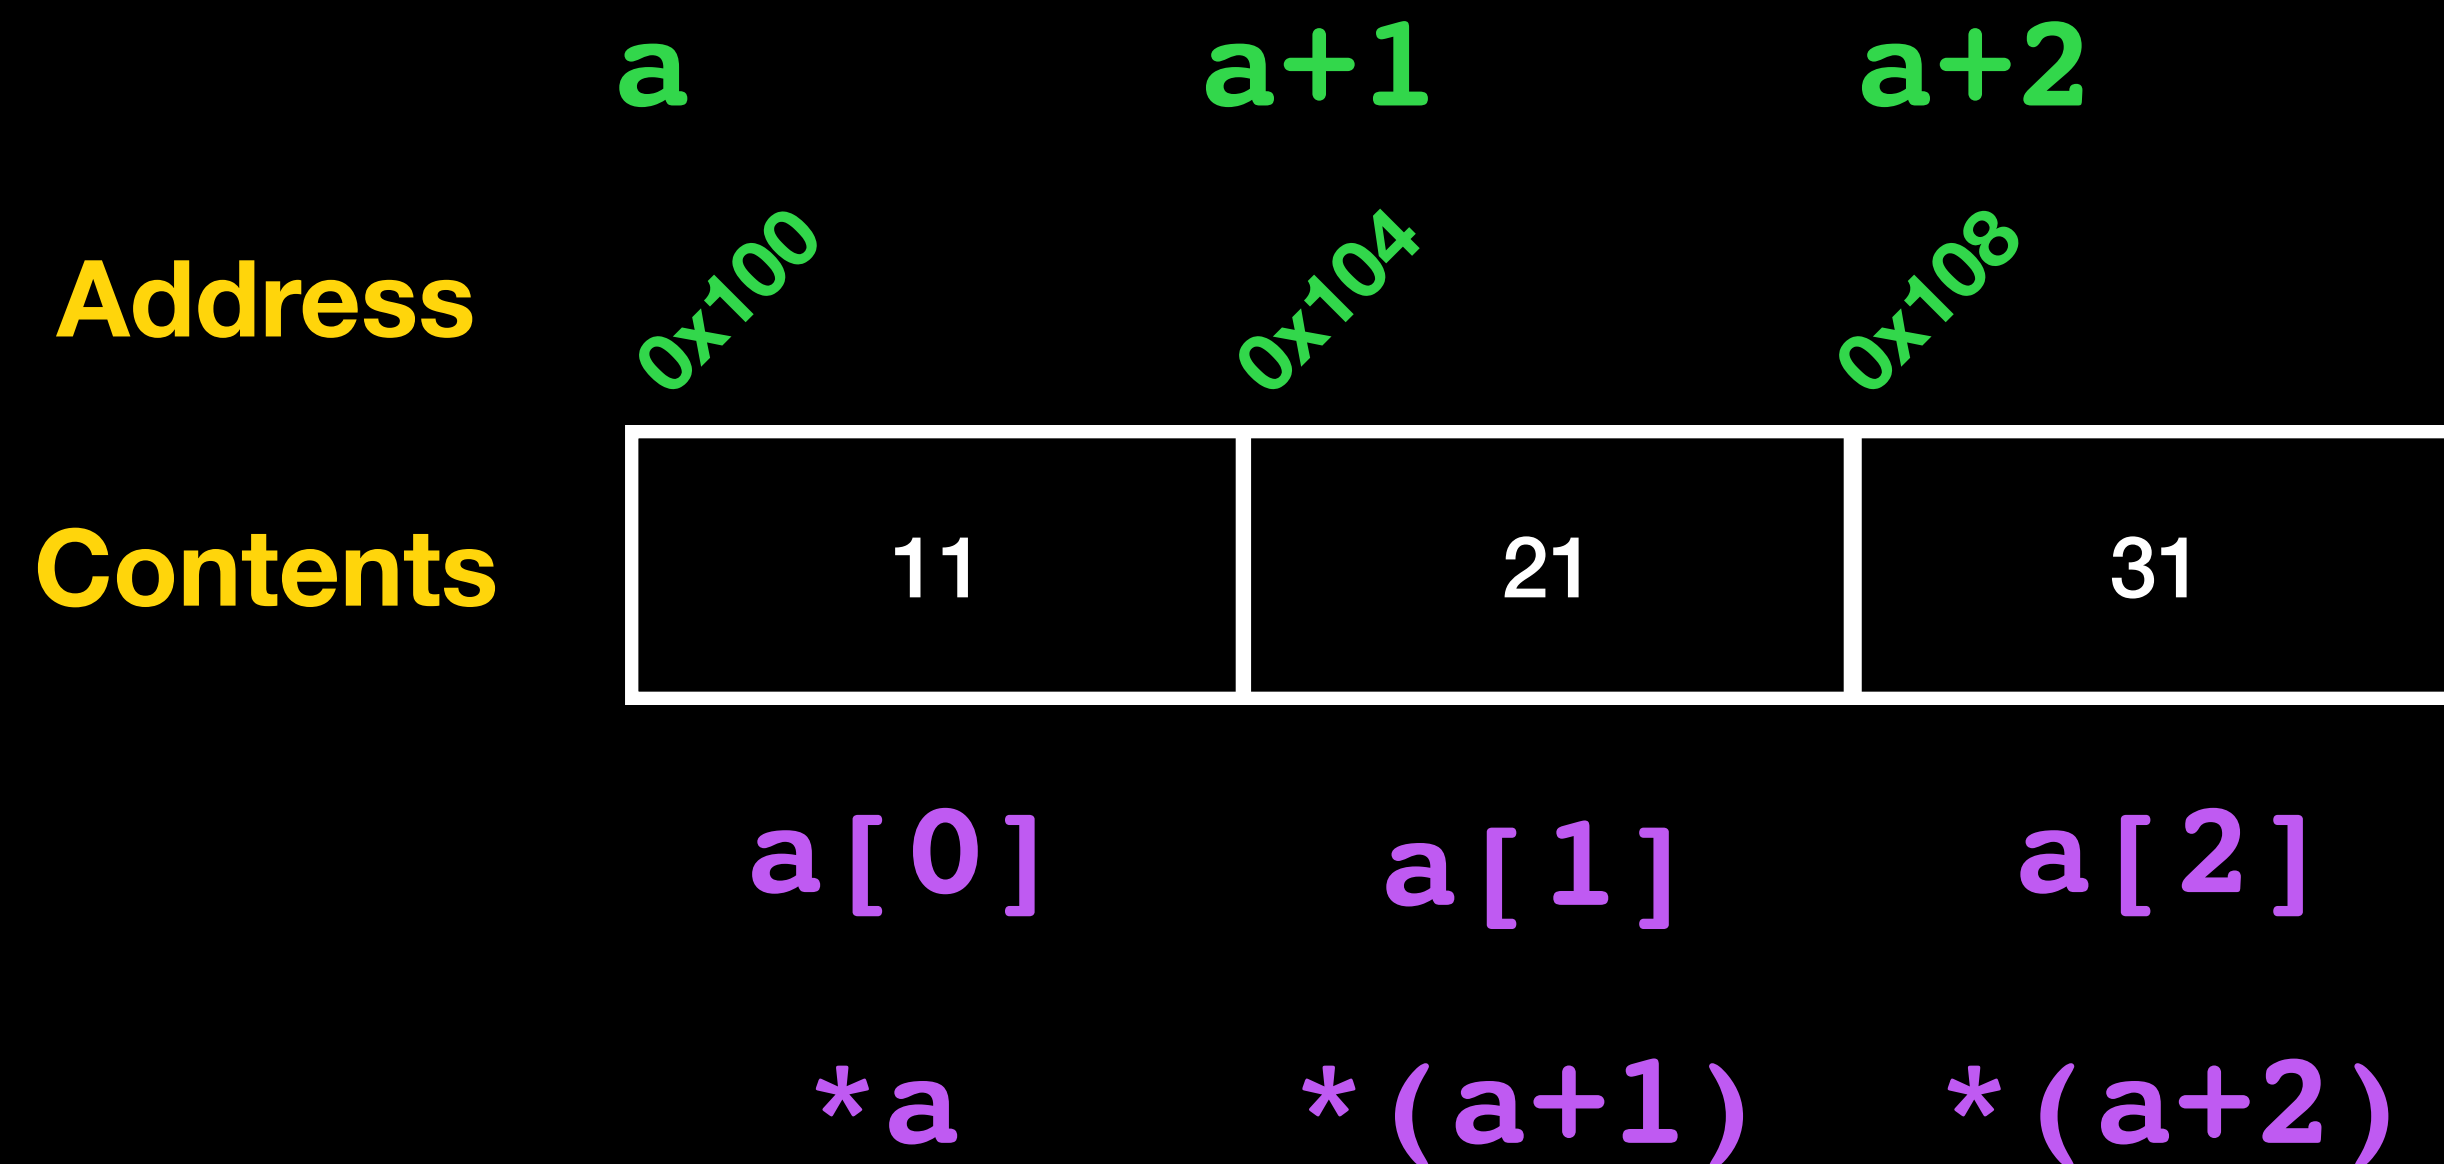 a a+1 a+2
Address 0x100 0x104 0x108
Contents 11 21 31
a[0] a[1] a[2]
*a *(a+1) *(a+2)